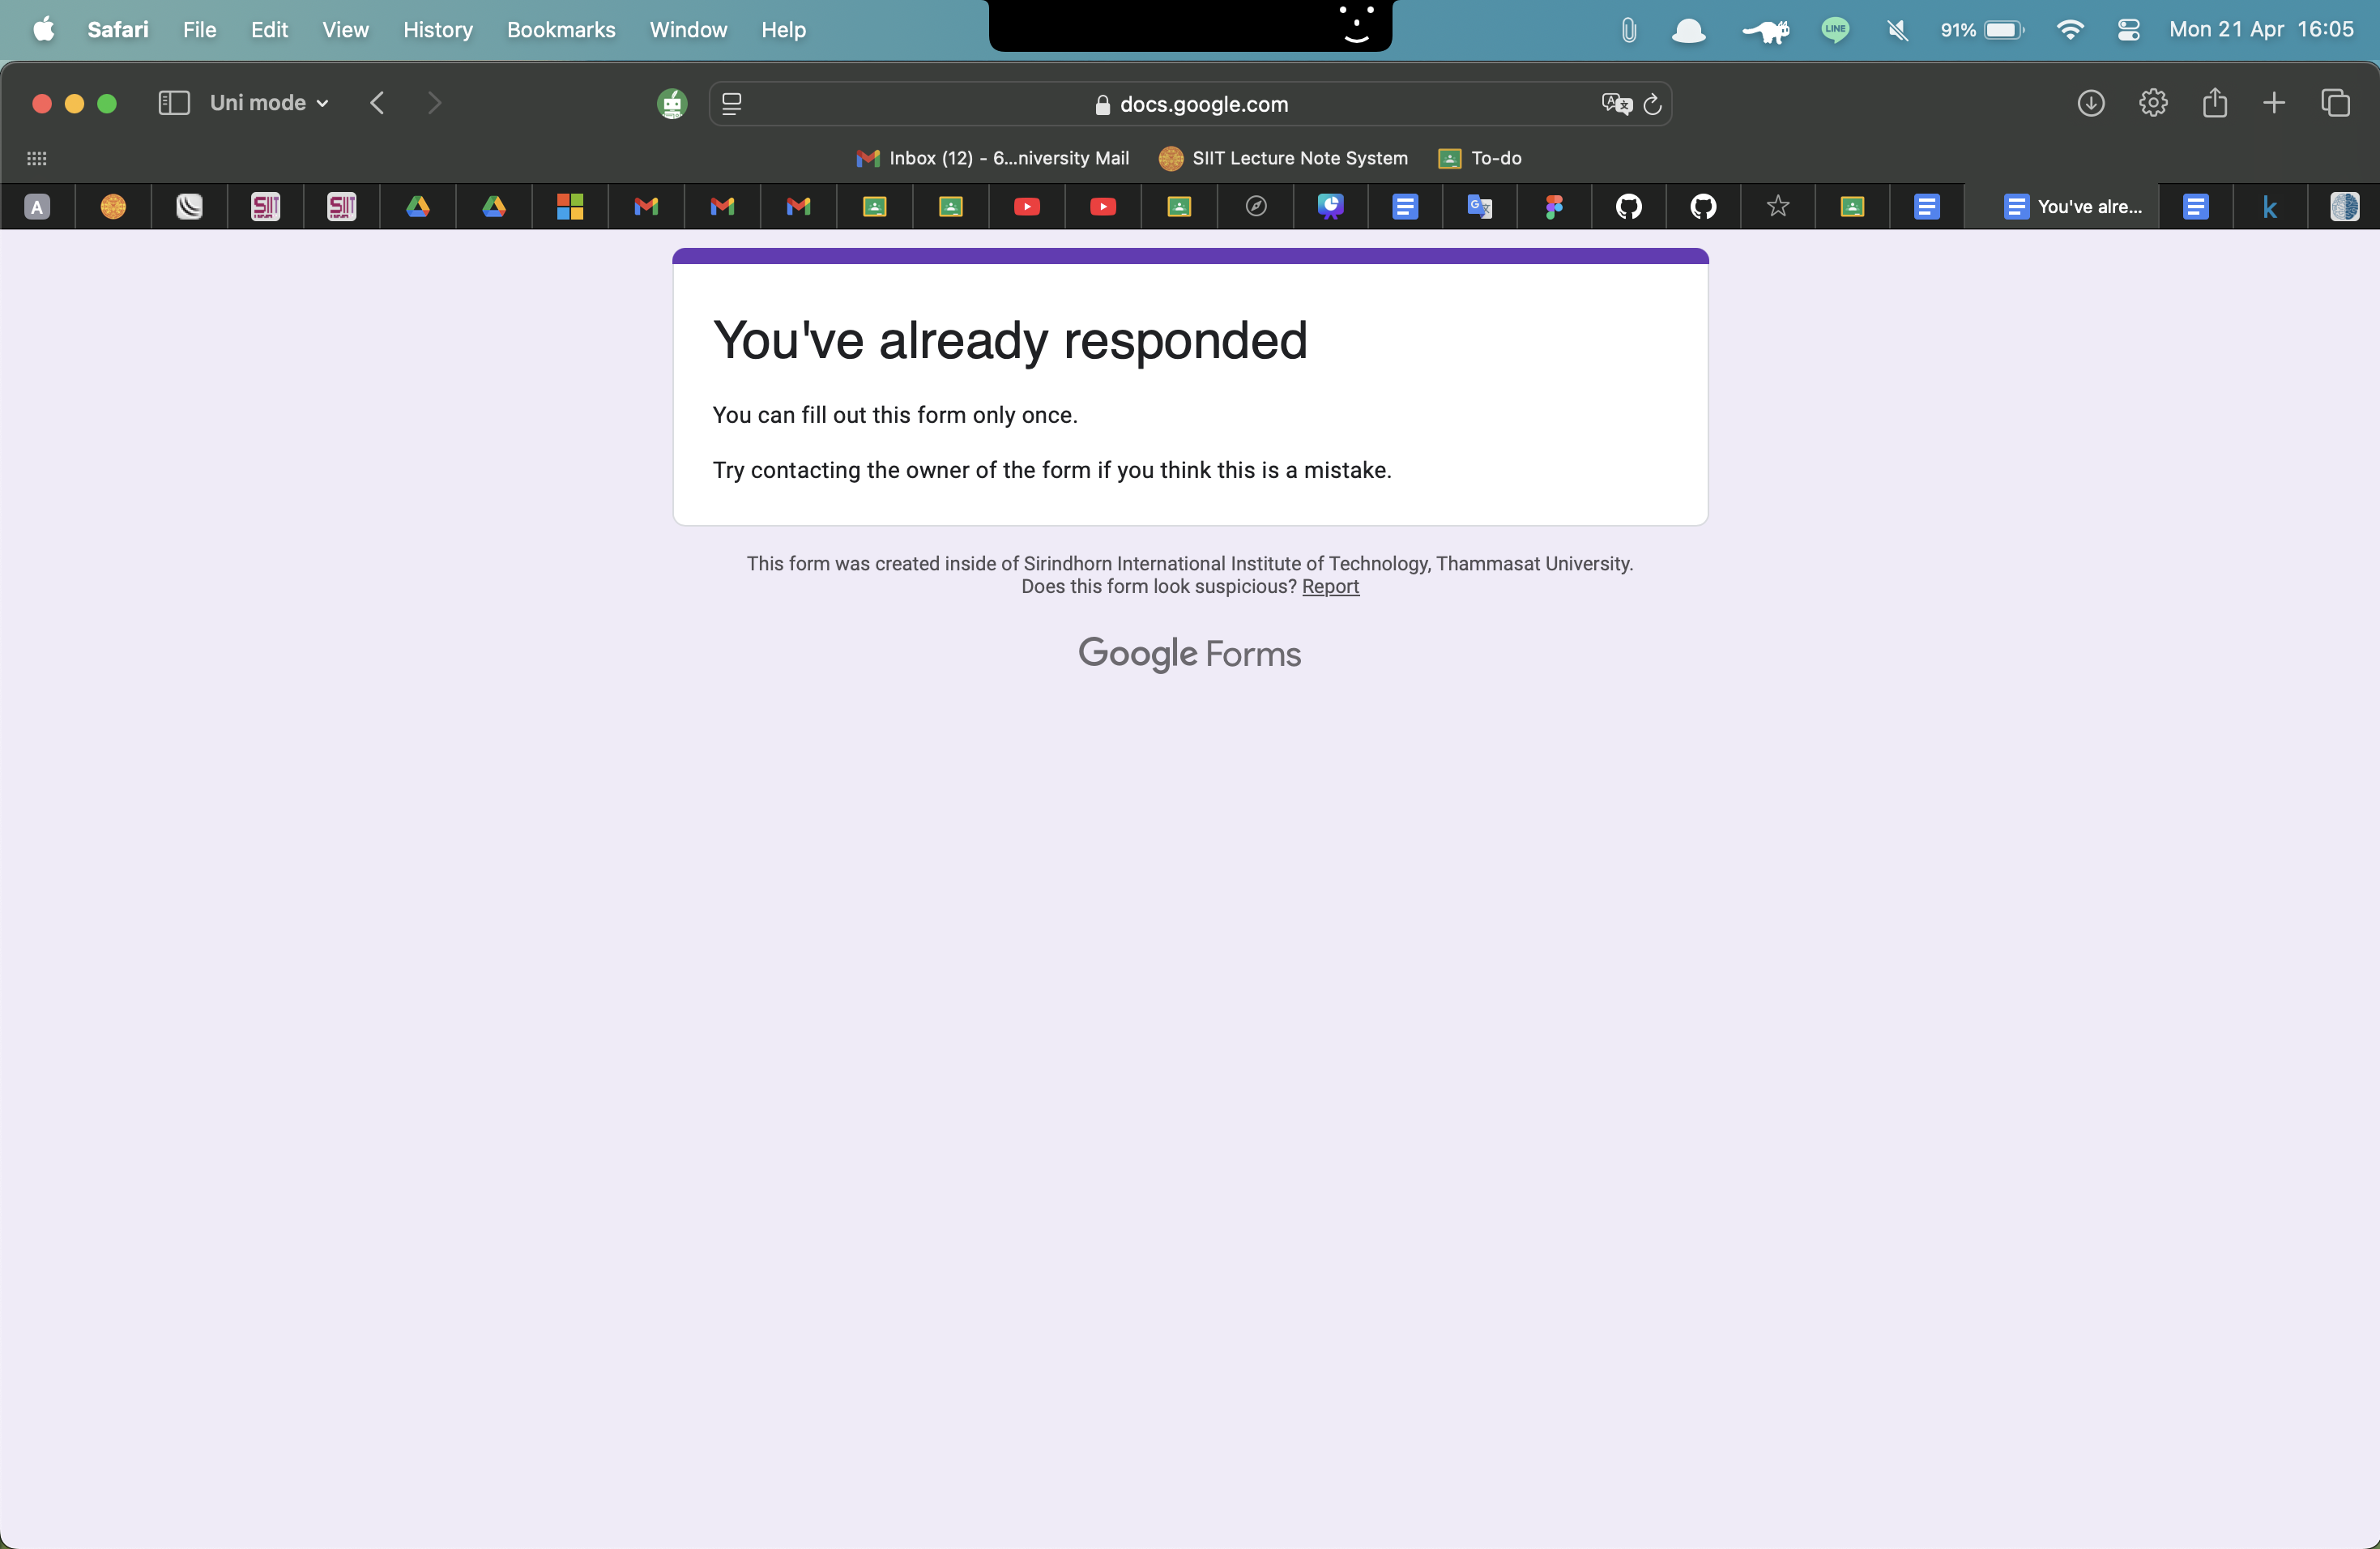 Safari File Edit View History Bookmarks Window Help LINE 91% Mon 21 Apr 16:05
Uni mode docs.google.com
Inbox (12) - 6...niversity Mail SIIT Lecture Note System To-do
A SIIT SIIT k You've alre...
You've already responded
You can fill out this form only once.
Try contacting the owner of the form if you think this is a mistake.
This form was created inside of Sirindhorn International Institute of Technology, Thammasat University.
Does this form look suspicious? Report
Google Forms